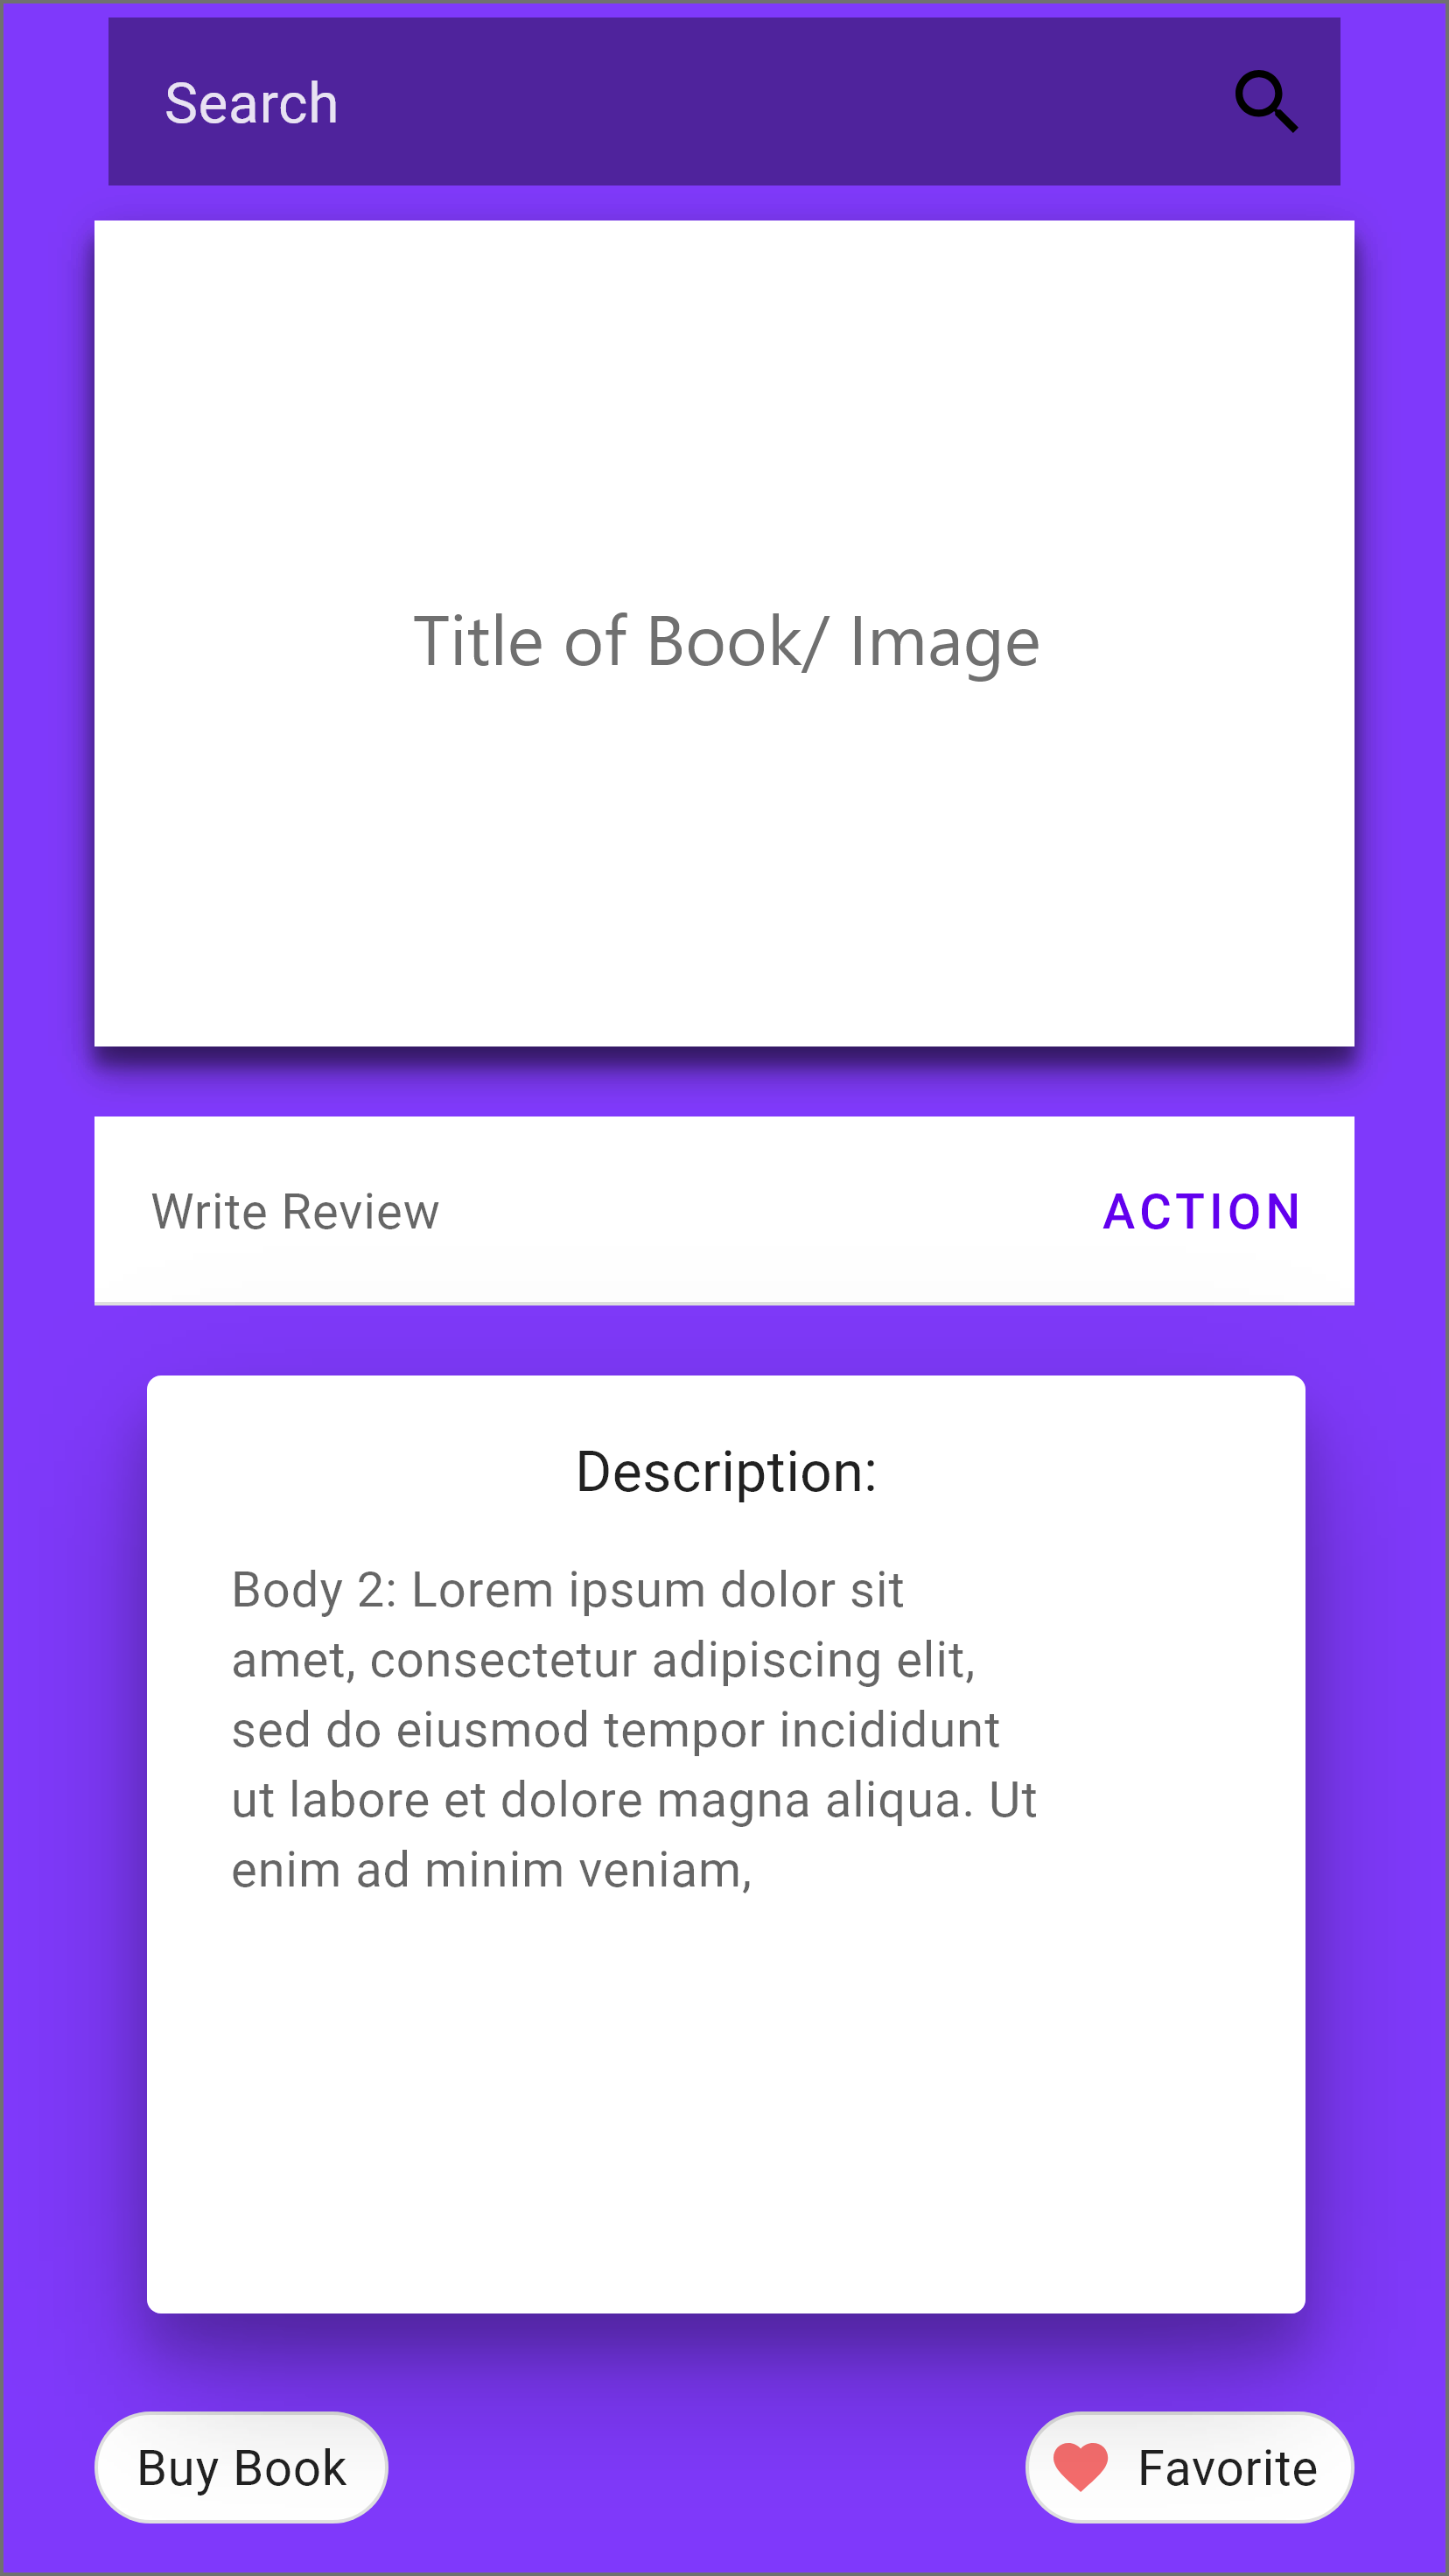 Search
Title of Book/ Image
Write Review ACTION
Description:
Body 2: Lorem ipsum dolor sit
amet, consectetur adipiscing elit,
sed do eiusmod tempor incididunt
ut labore et dolore magna aliqua. Ut
enim ad minim veniam,
Buy Book Favorite